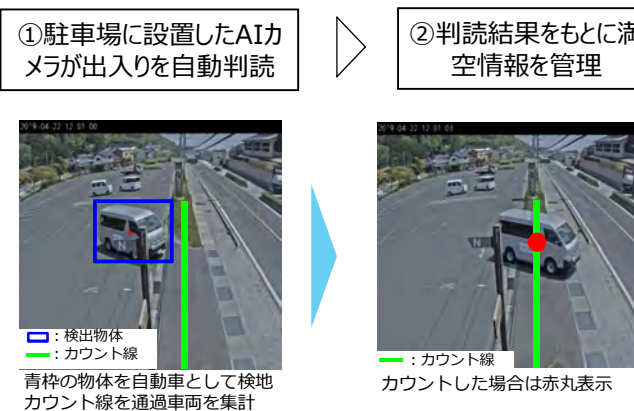 ①駐車場に設置したAIカ
メラが出入りを自動判読
②判読結果をもとに満
空情報を管理
2019-04-22 12 01 00
2019-04-22 12 01 03
：検出物体
：カウント線
：カウント線
青枠の物体を自動車として検地
カウント線を通過車両を集計
カウントした場合は赤丸表示